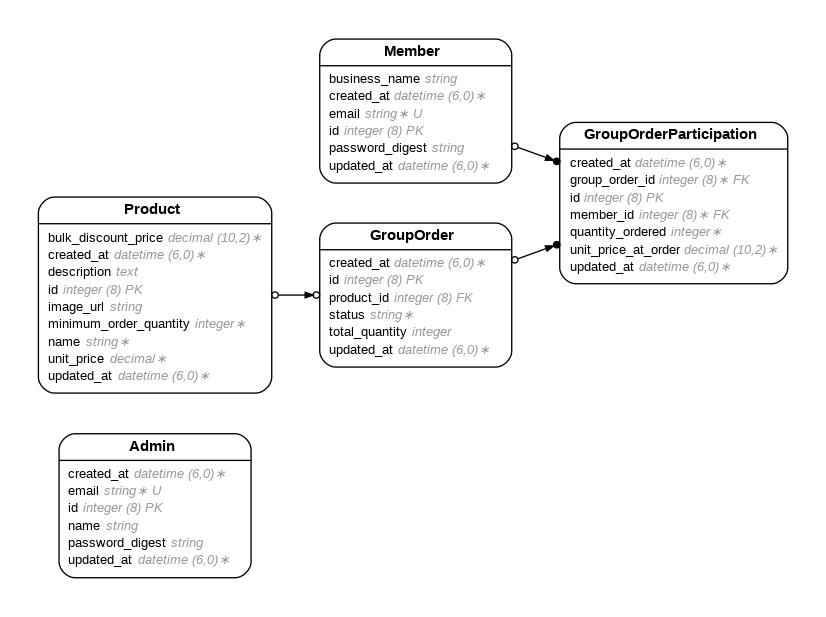 Member
business_name string
created_at datetime (6,0)∗
email string∗ U
id integer (8) PK
password_digest string
updated_at datetime (6,0)∗
GroupOrderParticipation
created_at datetime (6,0)∗
group_order_id integer (8)∗ FK
id integer (8) PK
member_id integer (8)∗ FK
quantity_ordered integer∗
unit_price_at_order decimal (10,2)∗
updated_at datetime (6,0)∗
Product
bulk_discount_price decimal (10,2)∗
created_at datetime (6,0)∗
description text
id integer (8) PK
image_url string
minimum_order_quantity integer∗
name string∗
unit_price decimal∗
updated_at datetime (6,0)∗
GroupOrder
created_at datetime (6,0)∗
id integer (8) PK
product_id integer (8) FK
status string∗
total_quantity integer
updated_at datetime (6,0)∗
Admin
created_at datetime (6,0)∗
email string∗ U
id integer (8) PK
name string
password_digest string
updated_at datetime (6,0)∗